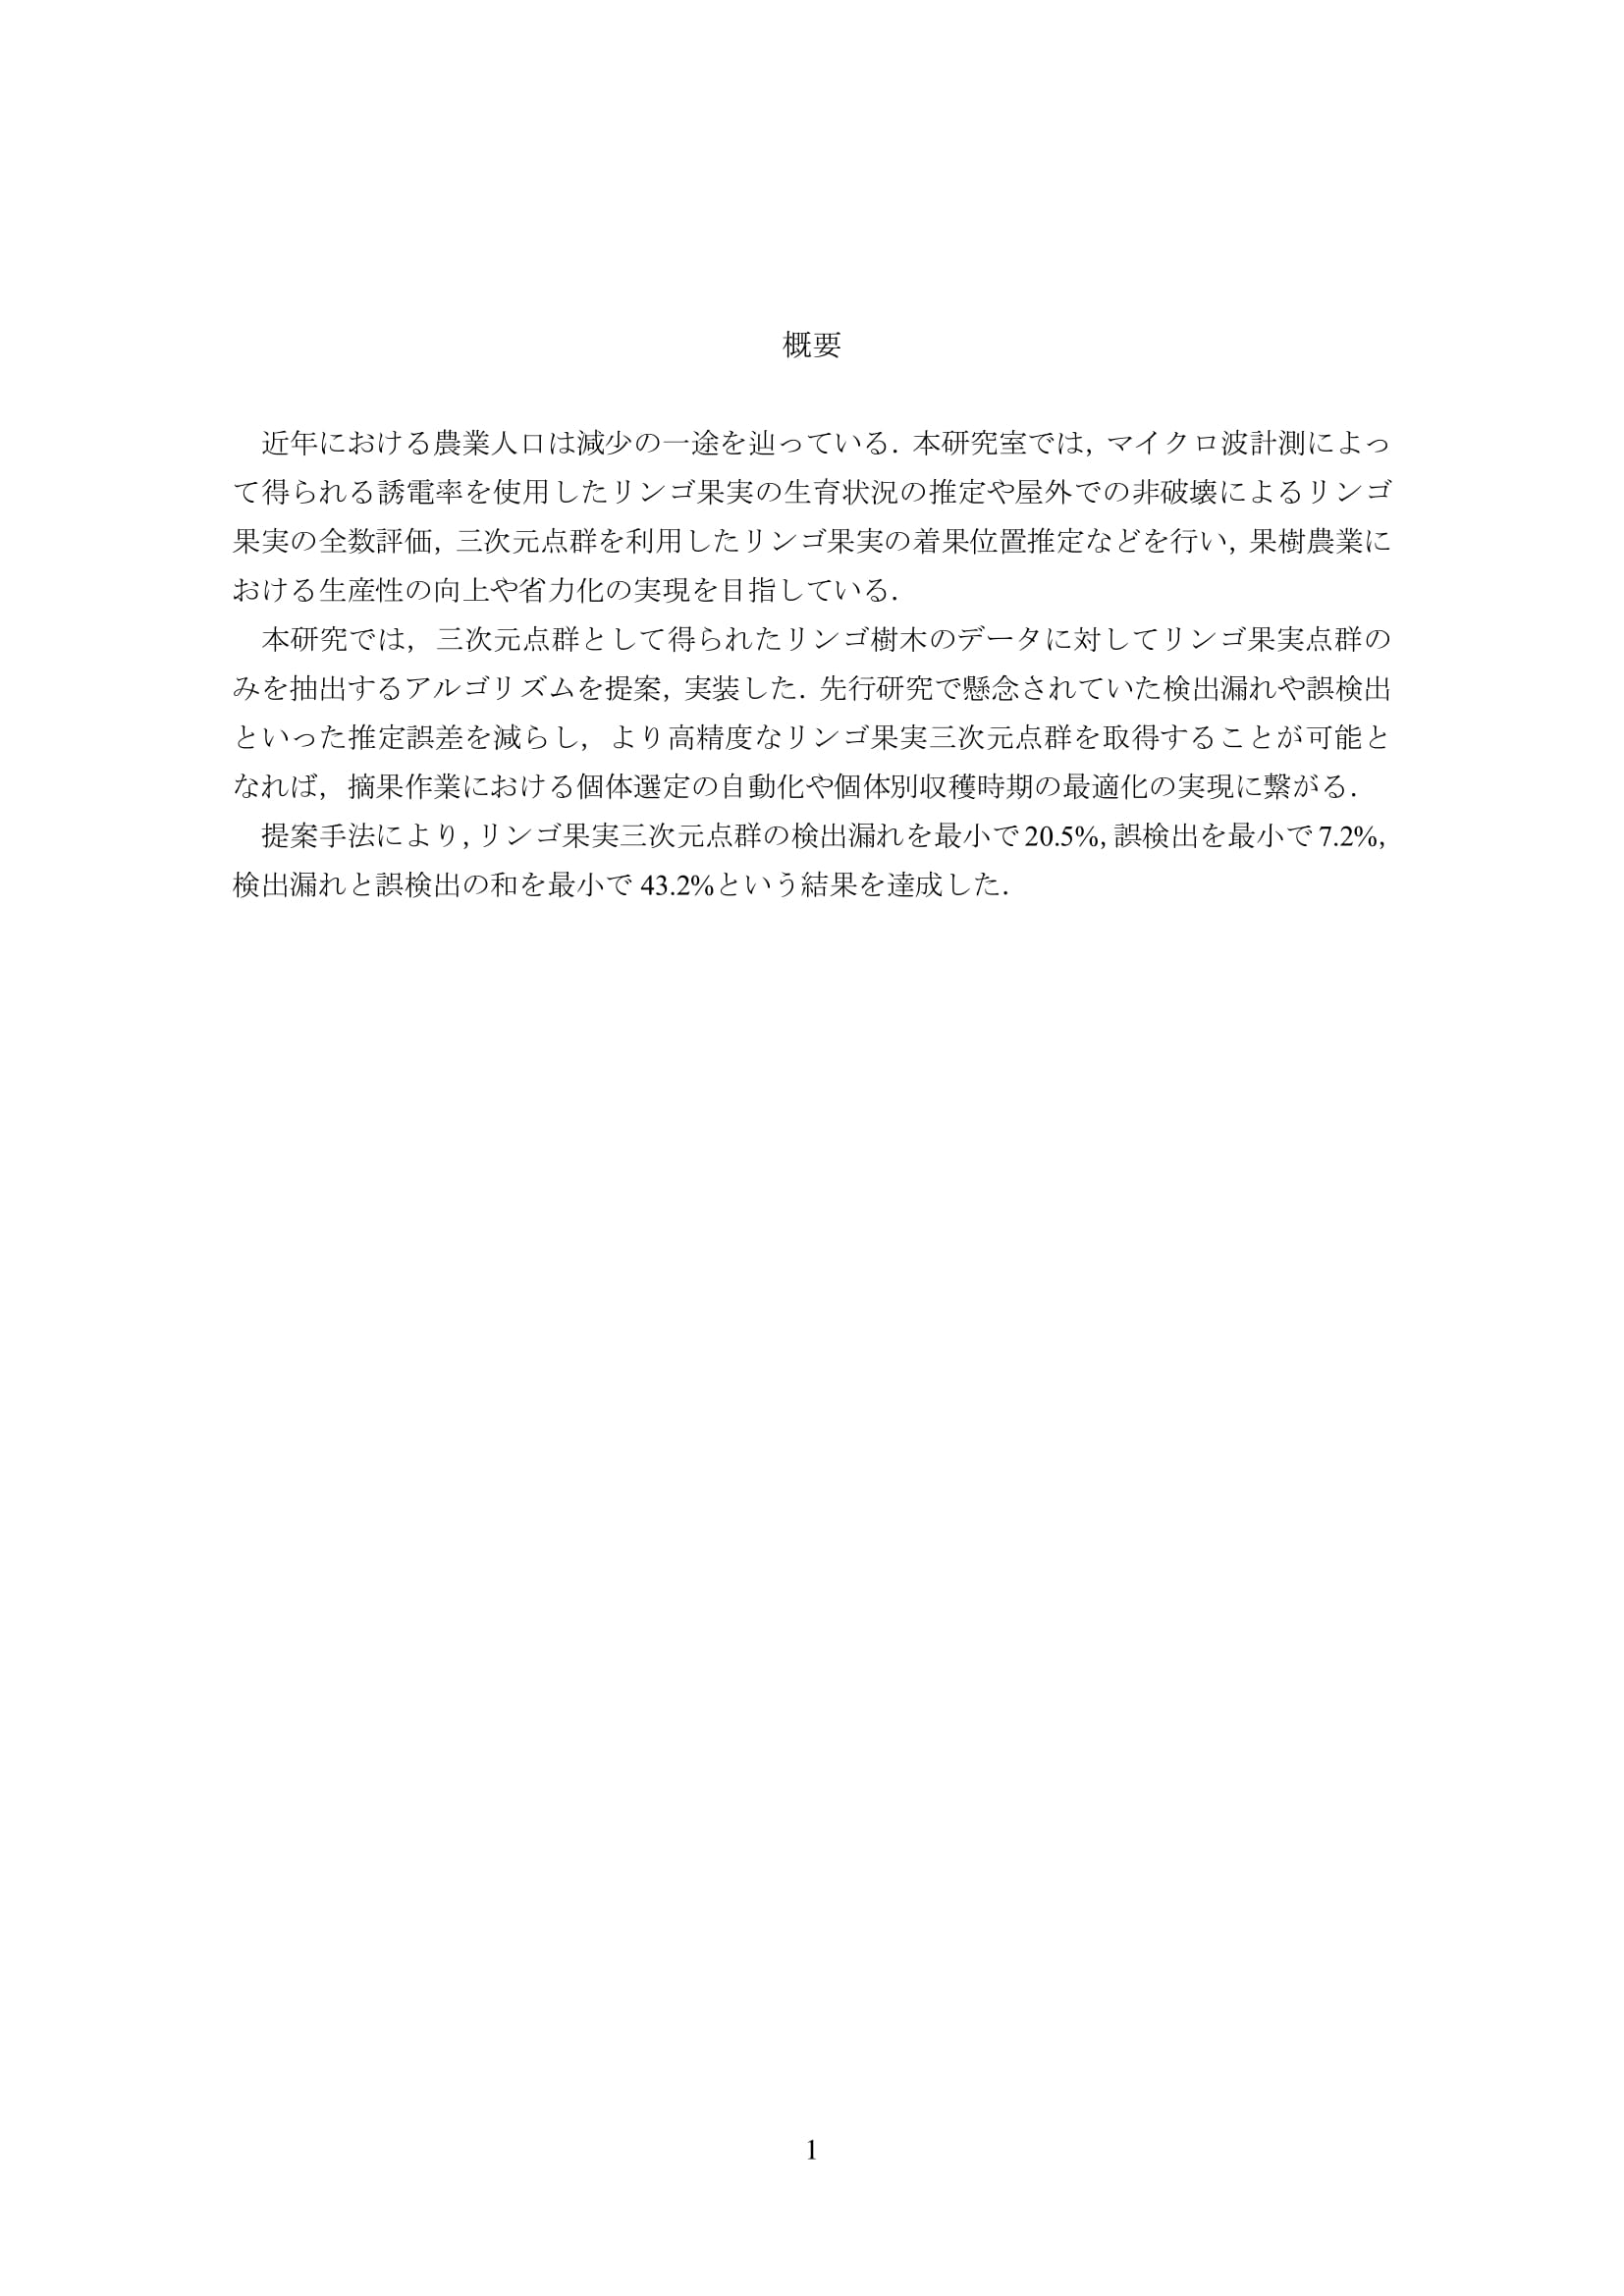 概要
近年における農業人口は減少の一途を辿っている. 本研究室では, マイクロ波計測によっ
て得られる誘電率を使用したリンゴ果実の生育状況の推定や屋外での非破壊によるリンゴ
果実の全数評価, 三次元点群を利用したリンゴ果実の着果位置推定などを行い, 果樹農業に
おける生産性の向上や省力化の実現を目指している.
本研究では, 三次元点群として得られたリンゴ樹木のデータに対してリンゴ果実点群の
みを抽出するアルゴリズムを提案, 実装した. 先行研究で懸念されていた検出漏れや誤検出
といった推定誤差を減らし, より高精度なリンゴ果実三次元点群を取得することが可能と
なれば, 摘果作業における個体選定の自動化や個体別収穫時期の最適化の実現に繋がる.
提案手法により, リンゴ果実三次元点群の検出漏れを最小で 20.5%, 誤検出を最小で 7.2%,
検出漏れと誤検出の和を最小で 43.2%という結果を達成した.
1